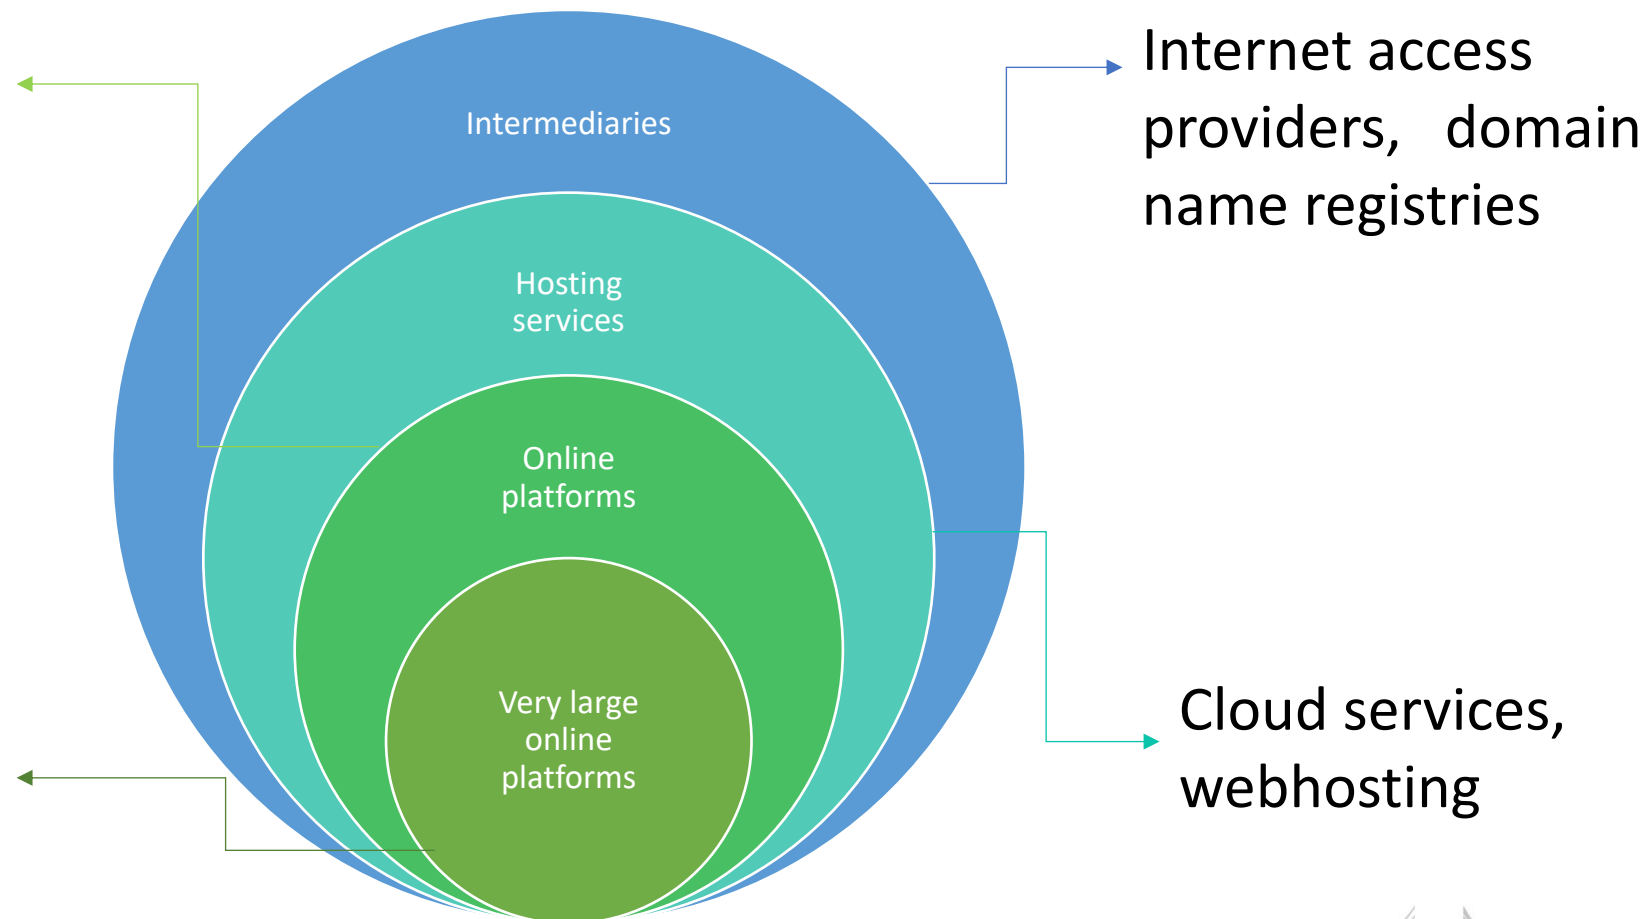 Intermediaries
Hosting
services
Online
platforms
Very large
online
platforms
Internet access
providers, domain
name registries
Cloud services,
webhosting